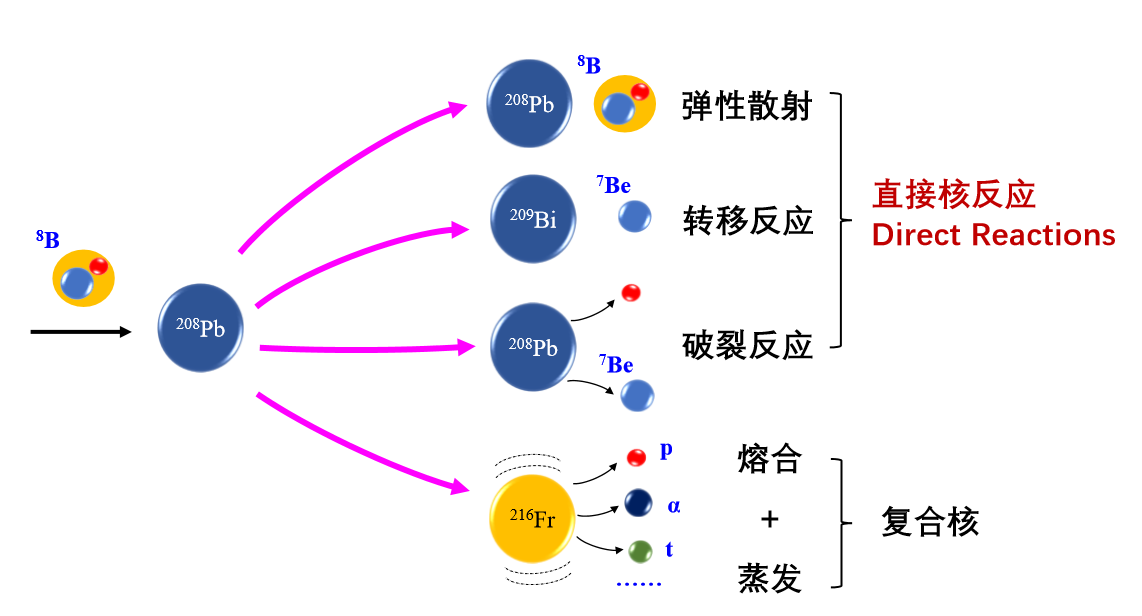 ⁸B
²⁰⁸Pb
²⁰⁸Pb
⁸B
弹性散射
²⁰⁹Bi
⁷Be
转移反应
²⁰⁸Pb
⁷Be
破裂反应
直接核反应
Direct Reactions
²¹⁶Fr
p
α
t
......
熔合
+
蒸发
复合核